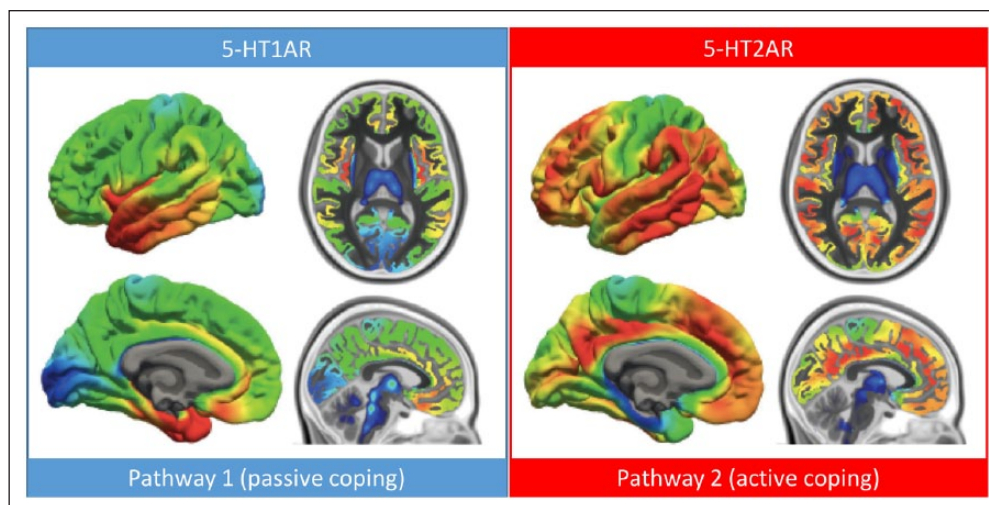 5-HT1AR
5-HT2AR
Pathway 1 (passive coping)
Pathway 2 (active coping)